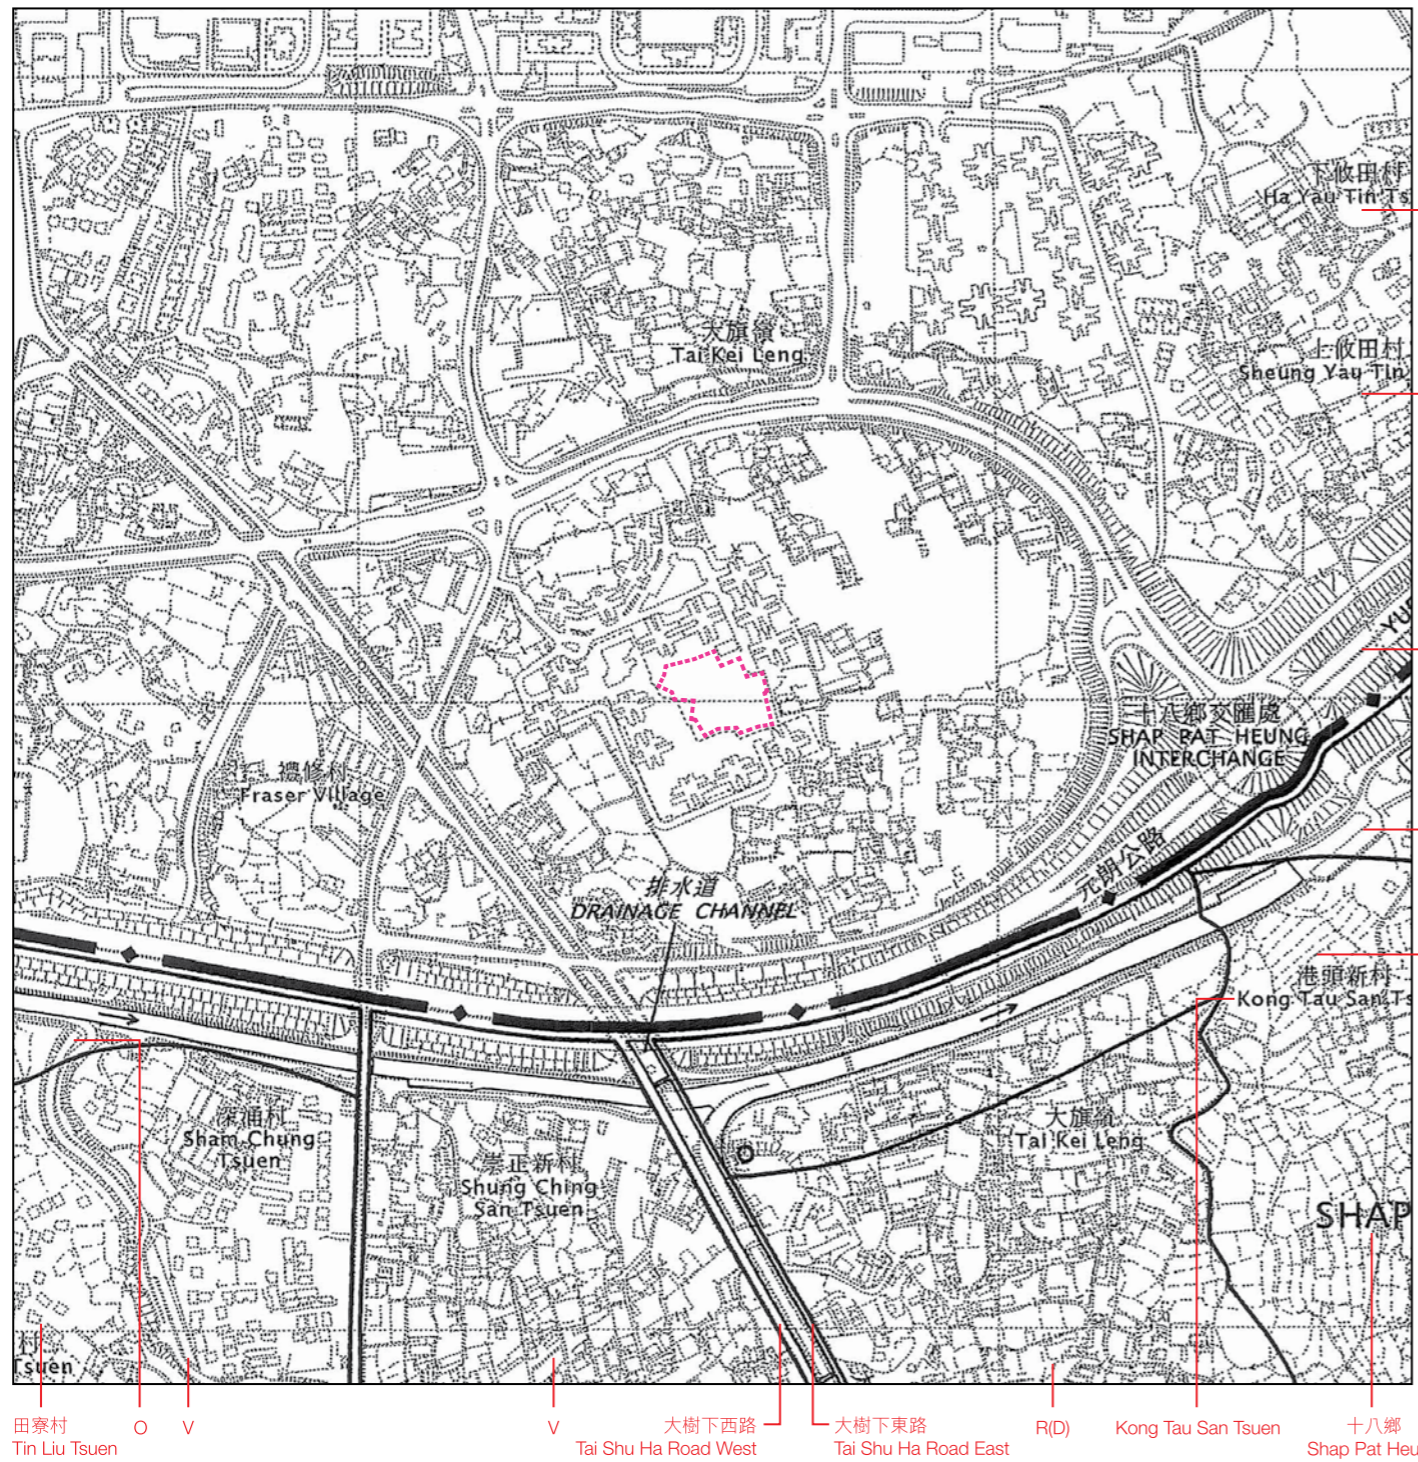 下攸田村
Ha Yau Tin Ts
大旗嶺
Tai Kei Leng
上攸田村
Sheung Yau Tin
YU
十八鄉交匯處
SHAP PAT HEUNG
INTERCHANGE
禮修村
Fraser Village
元朗公路
排水道
DRAINAGE CHANNEL
港頭新村
Kong Tau San Ts
深涌村
Sham Chung
Tsuen
崇正新村
Shung Ching
San Tsuen
大旗嶺
Tai Kei Leng
SHAP
村
Tsuen
田寮村
Tin Liu Tsuen
O
V
V
大樹下西路
Tai Shu Ha Road West
大樹下東路
Tai Shu Ha Road East
R(D)
Kong Tau San Tsuen
十八鄉
Shap Pat Heu